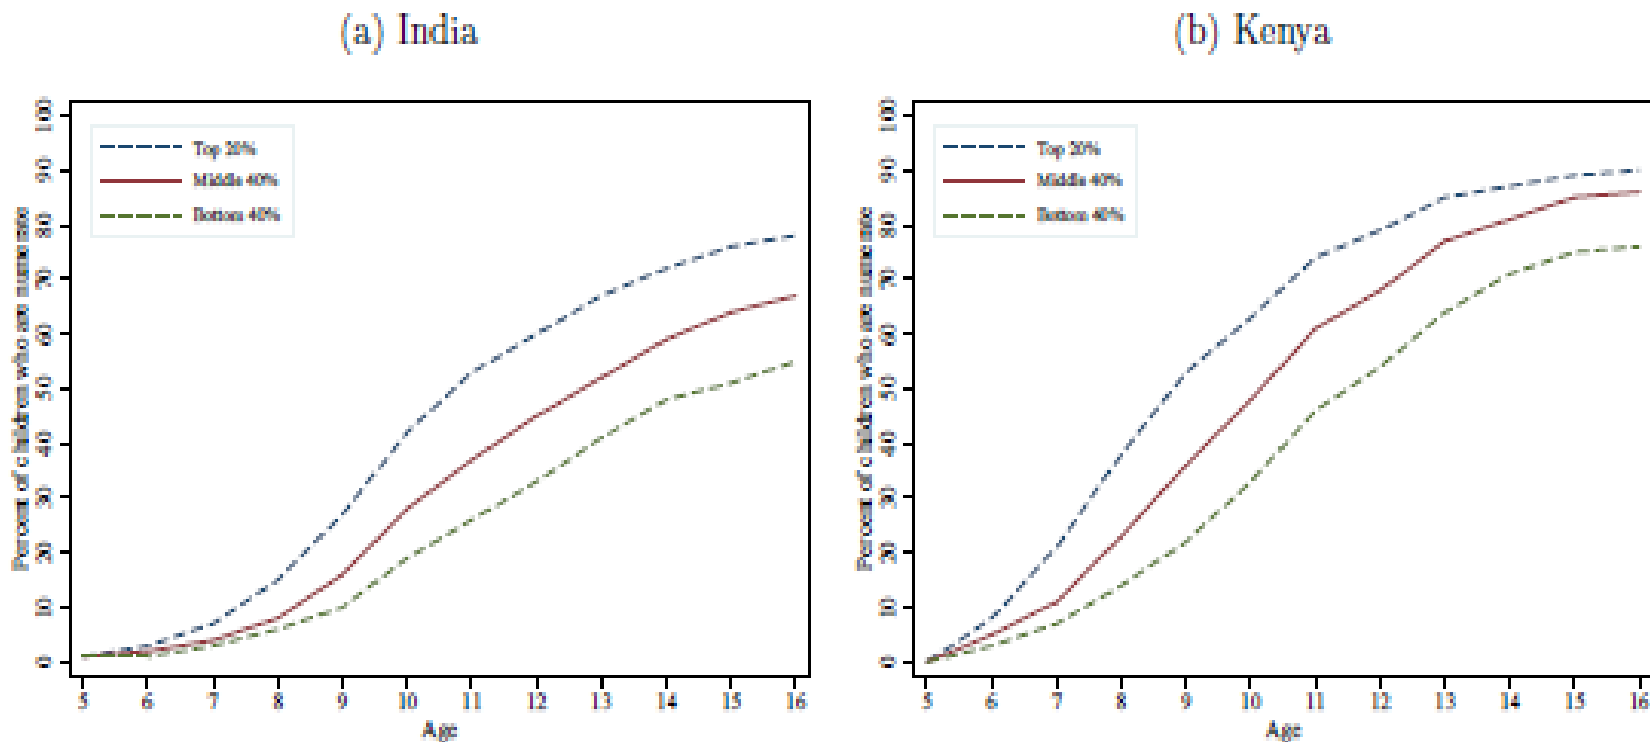 (a) India
100
90
80
70
60
50
40
30
20
10
0
Percent of children who are numerate
Top 20%
Middle 40%
Bottom 40%
5 6 7 8 9 10 11 12 13 14 15 16
Age
(b) Kenya
100
90
80
70
60
50
40
30
20
10
0
Percent of children who are numerate
Top 20%
Middle 40%
Bottom 40%
5 6 7 8 9 10 11 12 13 14 15 16
Age